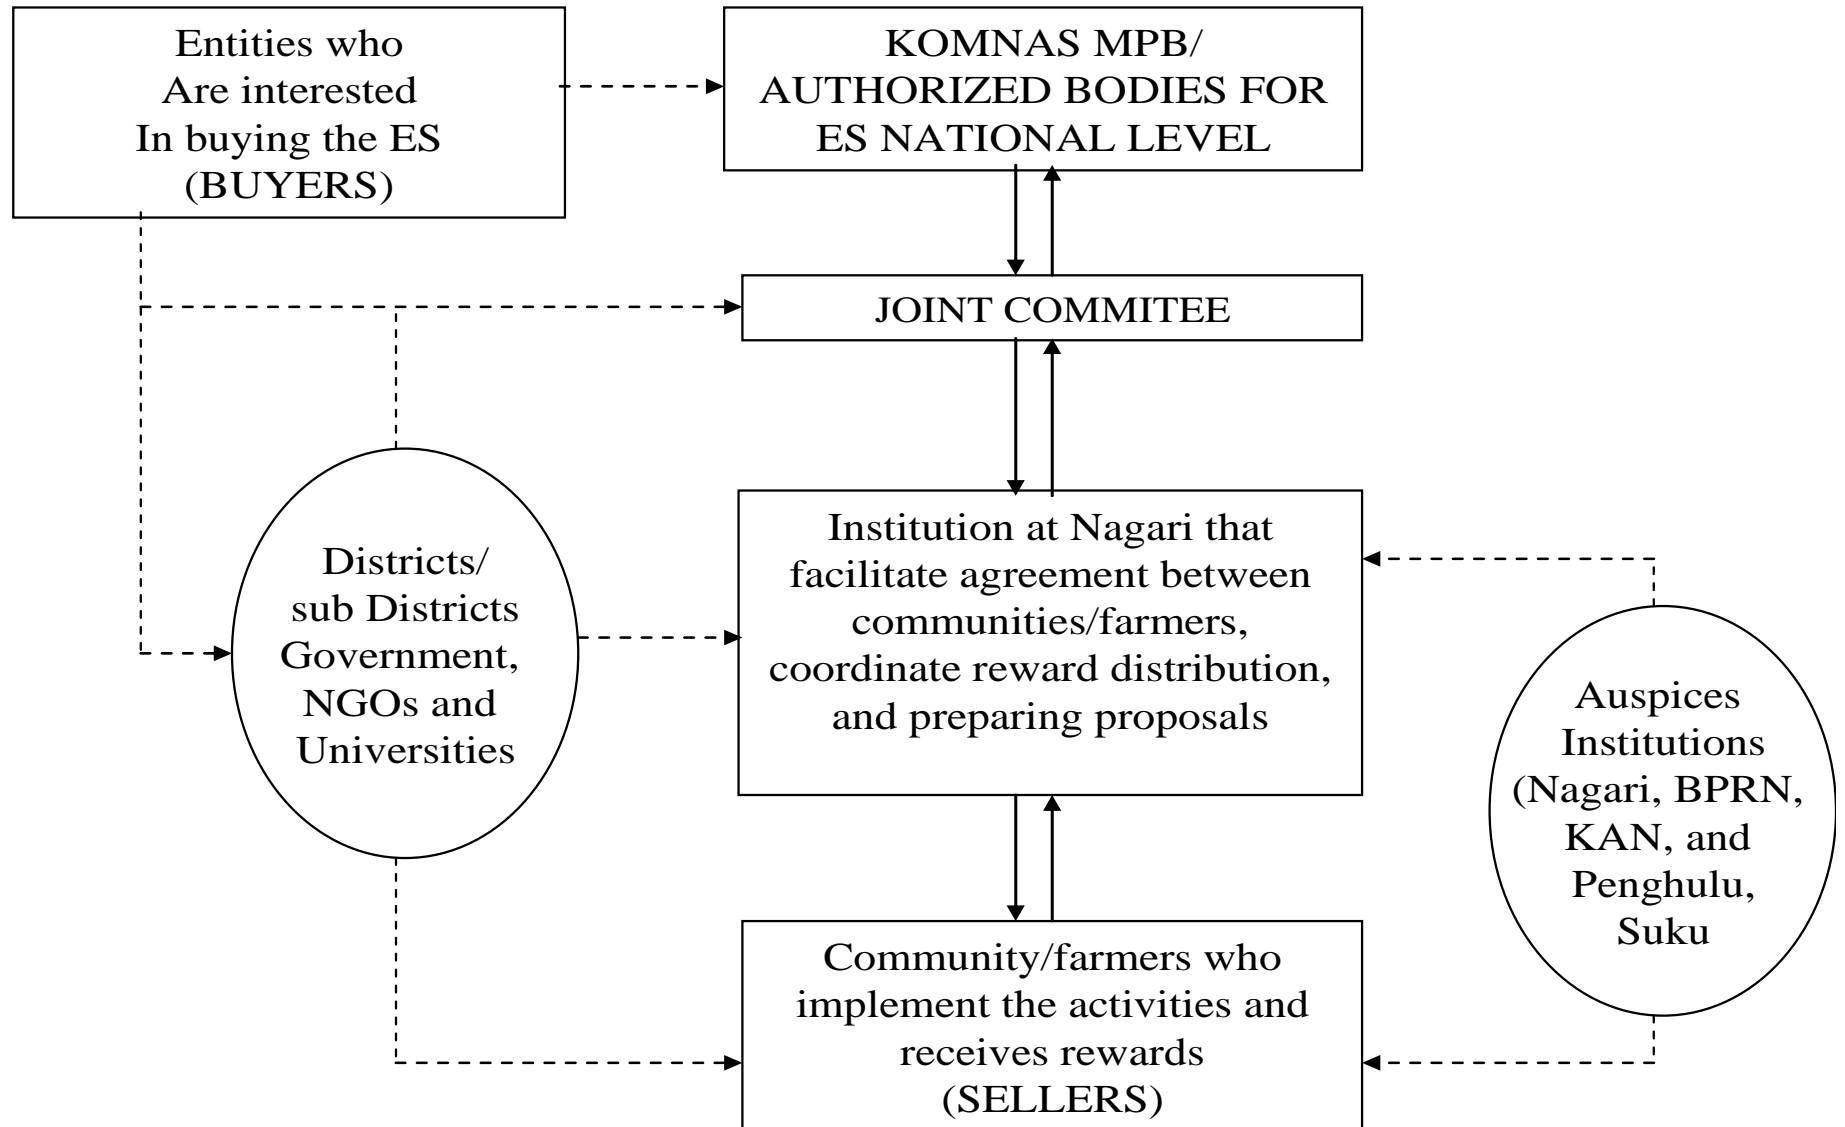 Entities who
Are interested
In buying the ES
(BUYERS)
KOMNAS MPB/
AUTHORIZED BODIES FOR
ES NATIONAL LEVEL
JOINT COMMITEE
Districts/
sub Districts
Government,
NGOs and
Universities
Institution at Nagari that
facilitate agreement between
communities/farmers,
coordinate reward distribution,
and preparing proposals
Auspices
Institutions
(Nagari, BPRN,
KAN, and
Penghulu,
Suku
Community/farmers who
implement the activities and
receives rewards
(SELLERS)